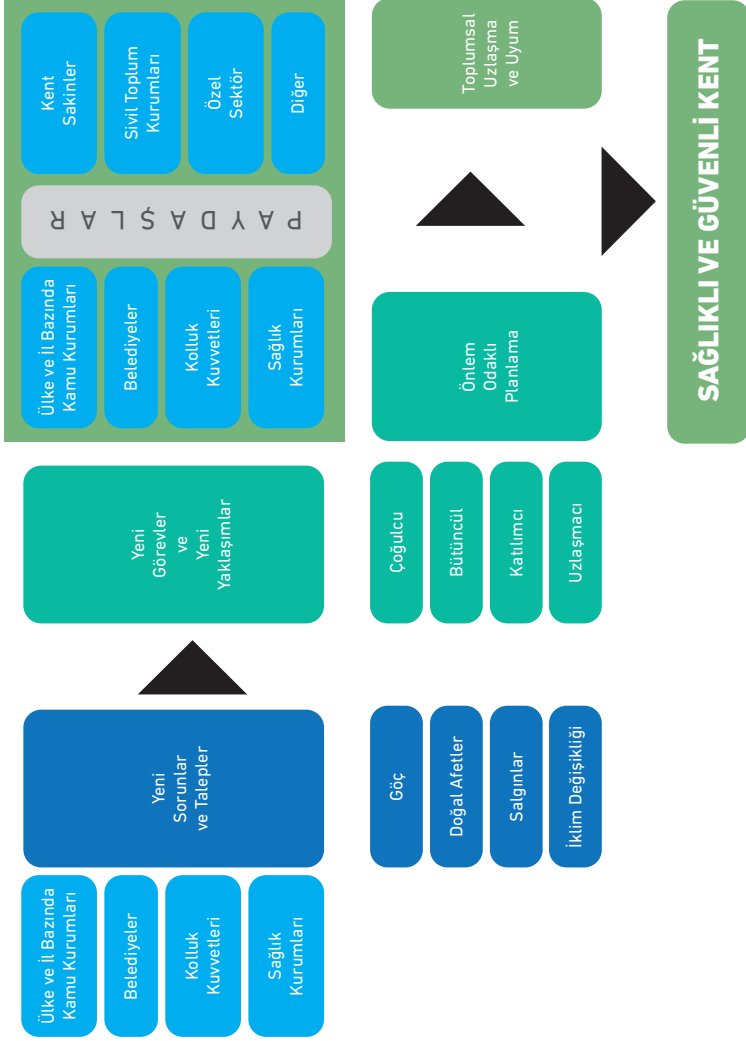 Ülke ve İl Bazında
Kamu Kurumları
Belediyeler
Kolluk
Kuvvetleri
Sağlık
Kurumları
Yeni
Sorunlar
ve Talepler
Yeni
Görevler
ve
Yeni
Yaklaşımlar
Ülke ve İl Bazında
Kamu Kurumları
Belediyeler
Kolluk
Kuvvetleri
Sağlık
Kurumları
PAYDAŞLAR
Kent
Sakinler
Sivil Toplum
Kurumları
Özel
Sektör
Diğer
Göç
Doğal Afetler
Salgınlar
İklim Değişikliği
Çoğulcu
Bütüncül
Katılımcı
Uzlaşmacı
Önlem
Odaklı
Planlama
Toplumsal
Uzlaşma
ve Uyum
SAĞLIKLI VE GÜVENLİ KENT